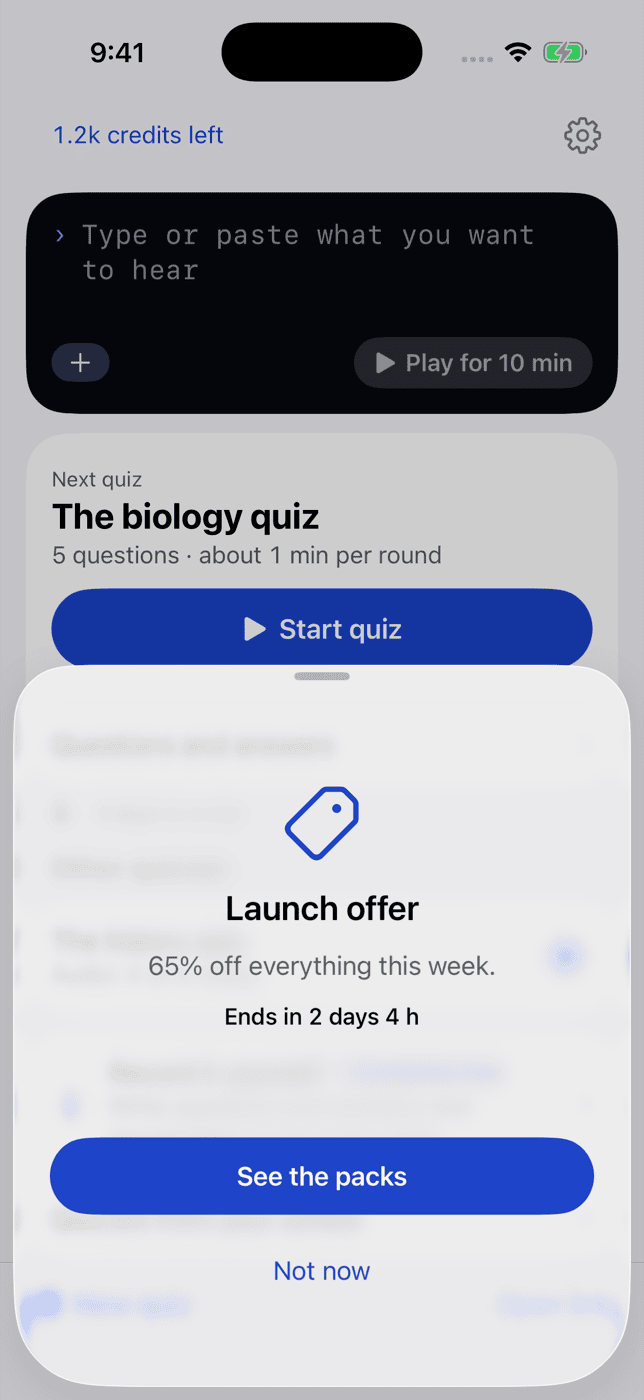 9:41
1.2k credits left
› Type or paste what you want
to hear
Play for 10 min
Next quiz
The biology quiz
5 questions · about 1 min per round
Start quiz
Launch offer
65% off everything this week.
Ends in 2 days 4 h
See the packs
Not now